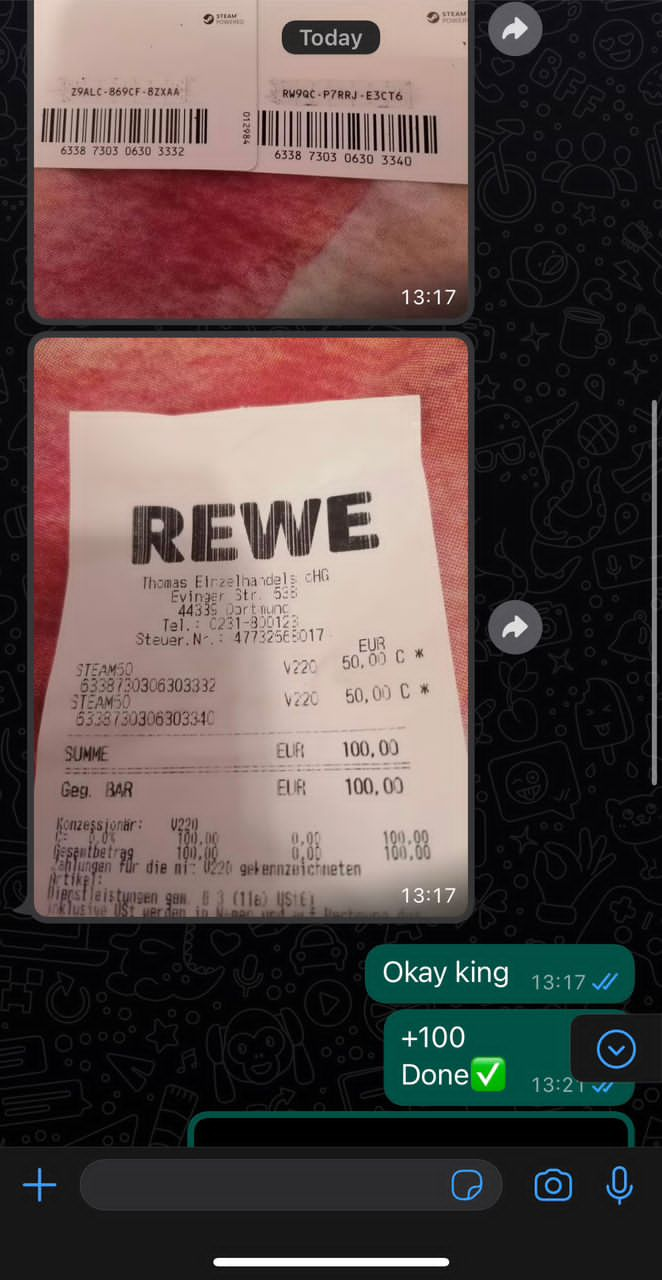 STEAM
POWERED
STEAM
POWERED
Today
Z9ALC-869CF-8ZXAA
RW9QC-P7RRJ-E3CT6
6338 7303 0630 3332
012984
6338 7303 0630 3340
13:17
REWE
Thomas Einzelhandels oHG
Evinger Str. 538
44339 Dortmund
Tel.: 0231-800123
Steuer.Nr.:
EUR
STEAM50 V220 50,00 C *
6338730306303332
STEAM50 V220 50,00 C *
6338730306303340
SUMME EUR 100,00
Geg. BAR EUR 100,00
Konzessionär: V220
C= 0,0% 100,00 0,00 100,00
Gesamtbetrag 100,00 0,00 100,00
Zahlungen für die mit V220 gekennzeichneten
Artikel:
Dienstleistungen gem.
13:17
Okay king 13:17
+100
Done✅ 13:21